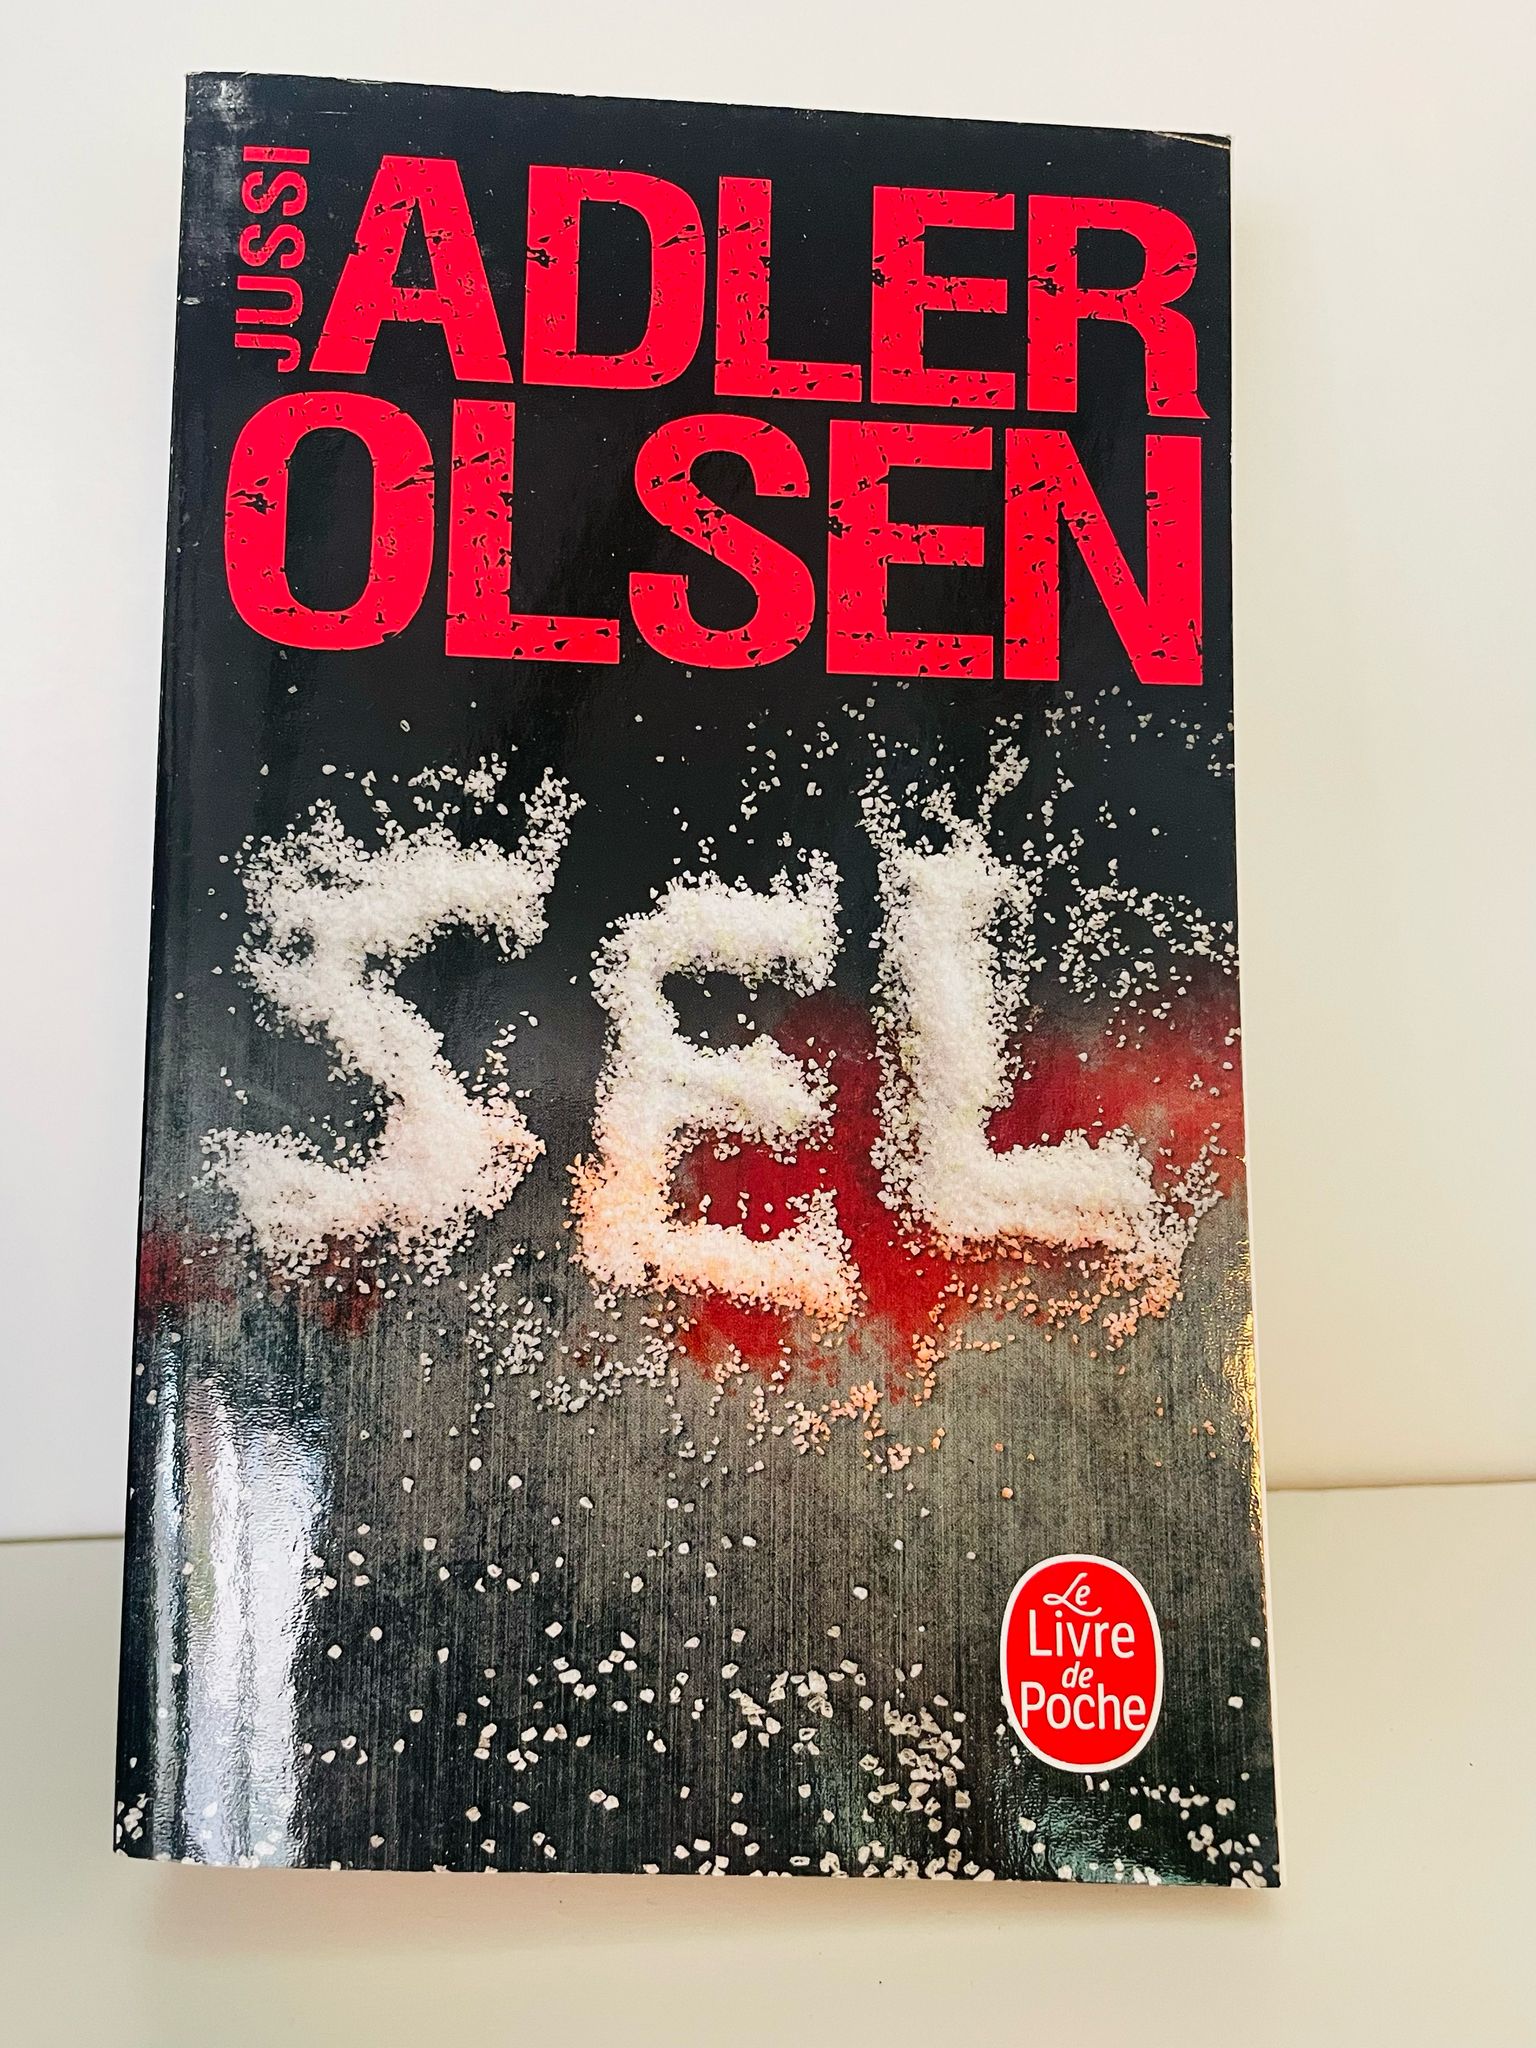 JUSSI
ADLER
OLSEN
SEL
Le
Livre
de
Poche